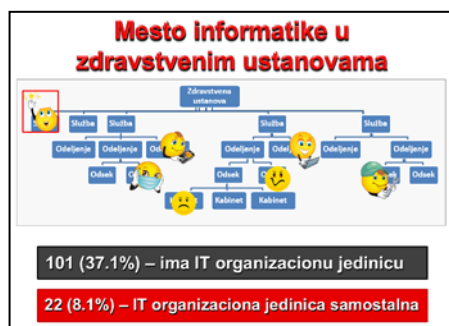 Mesto informatike u
zdravstvenim ustanovama
Zdravstvena
ustanova
Služba
Služba
Služba
Služba
Odeljenje
Odeljenje
Odeljenje
Odeljenje
Odeljenje
Odsek
Odsek
Odsek
Kabinet
Kabinet
101 (37.1%) – ima IT organizacionu jedinicu
22 (8.1%) – IT organizaciona jedinica samostalna